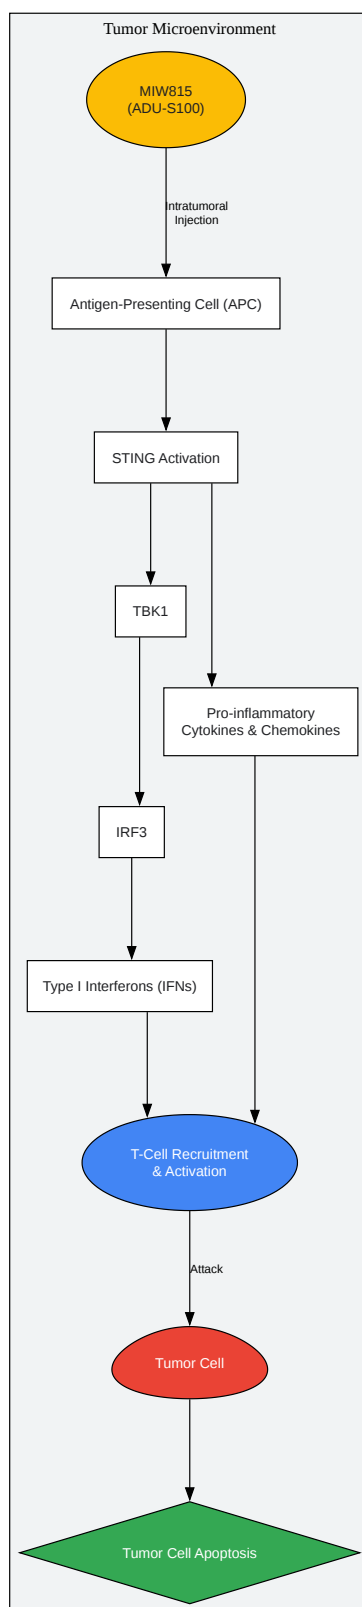 Tumor Microenvironment
MIW815
(ADU-S100)
Intratumoral
Injection
Antigen-Presenting Cell (APC)
STING Activation
TBK1
Pro-inflammatory
Cytokines & Chemokines
IRF3
Type I Interferons (IFNs)
T-Cell Recruitment
& Activation
Attack
Tumor Cell
Tumor Cell Apoptosis